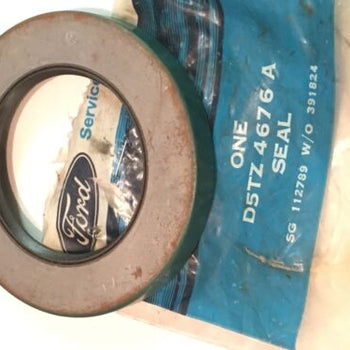 Ford
Service
ONE
D5TZ 4676 A
SEAL
SG 112789 W/O 391824